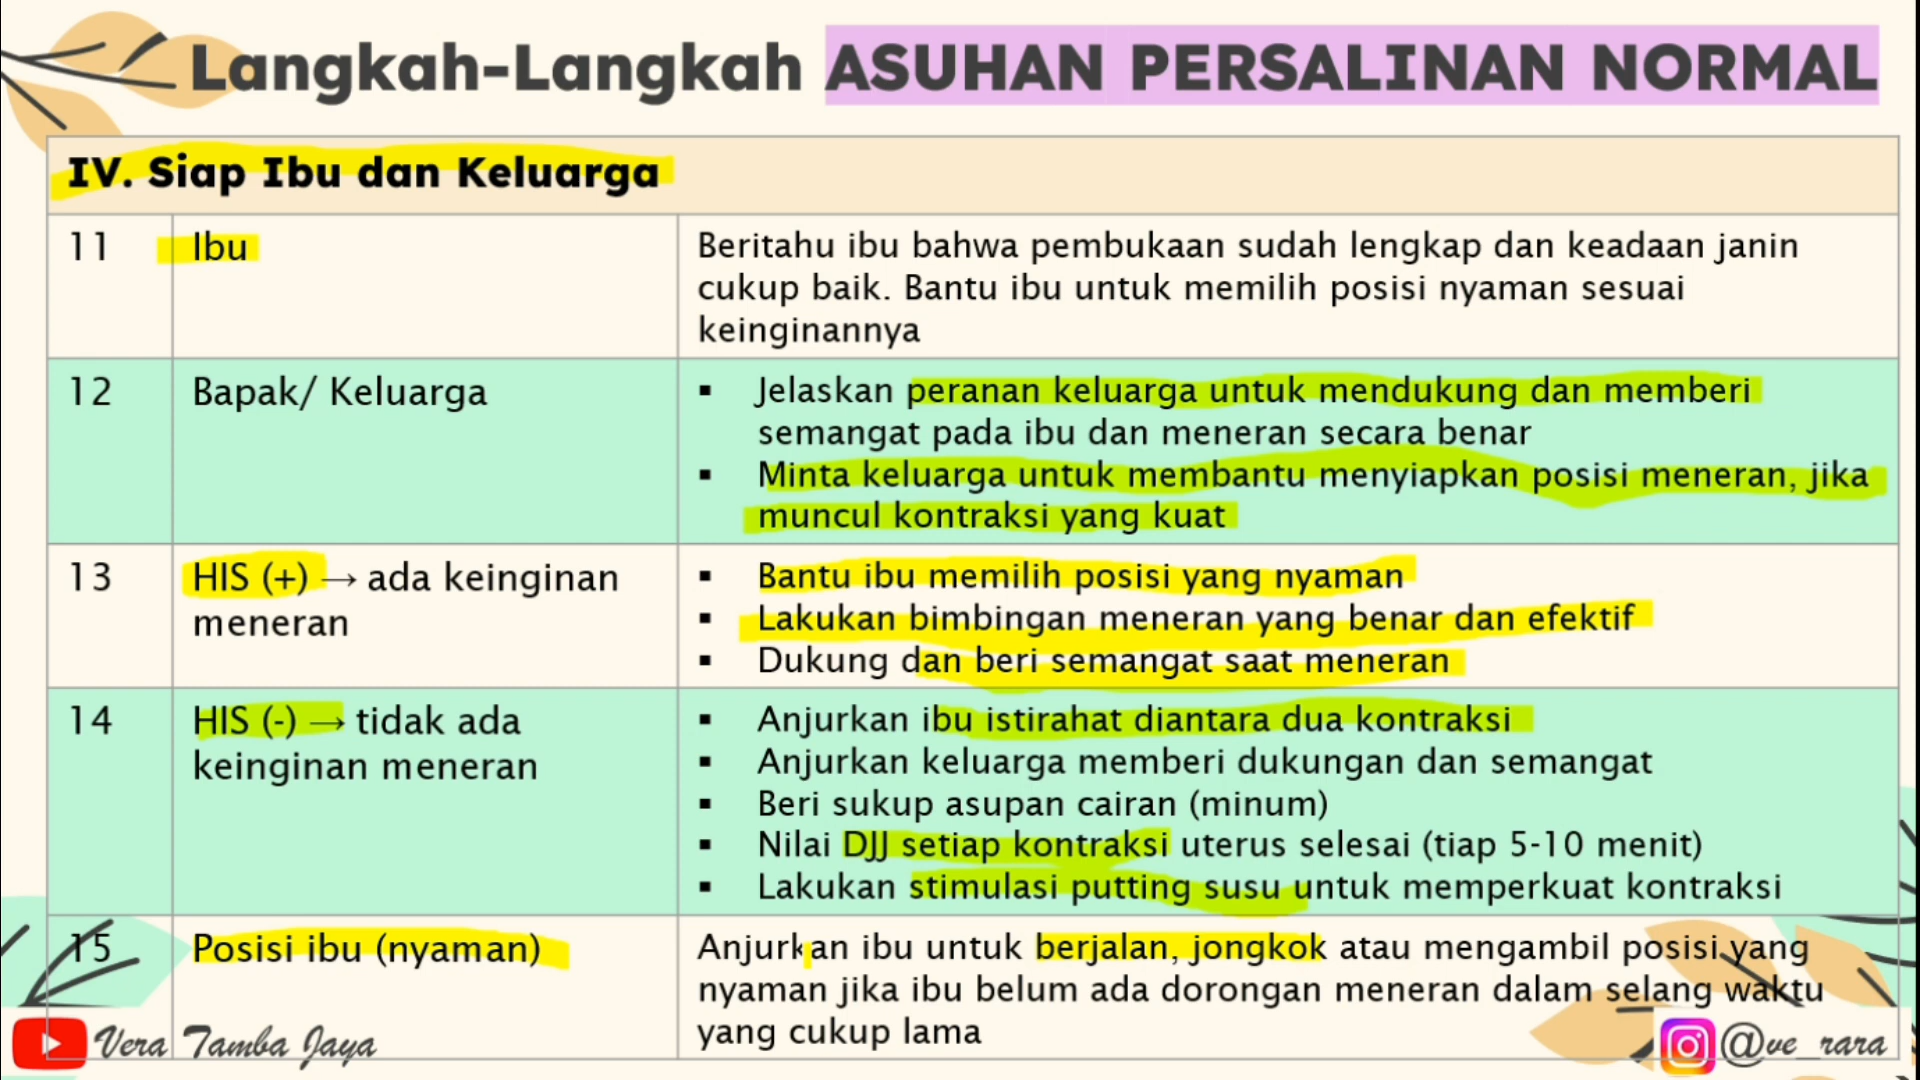 Langkah-Langkah ASUHAN PERSALINAN NORMAL
IV. Siap Ibu dan Keluarga
11
Ibu
Beritahu ibu bahwa pembukaan sudah lengkap dan keadaan janin
cukup baik. Bantu ibu untuk memilih posisi nyaman sesuai
keinginannya
12
Bapak/ Keluarga
▪ Jelaskan peranan keluarga untuk mendukung dan memberi
semangat pada ibu dan meneran secara benar
▪ Minta keluarga untuk membantu menyiapkan posisi meneran, jika
muncul kontraksi yang kuat
13
HIS (+) → ada keinginan
meneran
▪ Bantu ibu memilih posisi yang nyaman
▪ Lakukan bimbingan meneran yang benar dan efektif
▪ Dukung dan beri semangat saat meneran
14
HIS (-) → tidak ada
keinginan meneran
▪ Anjurkan ibu istirahat diantara dua kontraksi
▪ Anjurkan keluarga memberi dukungan dan semangat
▪ Beri sukup asupan cairan (minum)
▪ Nilai DJJ setiap kontraksi uterus selesai (tiap 5-10 menit)
▪ Lakukan stimulasi putting susu untuk memperkuat kontraksi
15
Posisi ibu (nyaman)
Anjurkan ibu untuk berjalan, jongkok atau mengambil posisi yang
nyaman jika ibu belum ada dorongan meneran dalam selang waktu
yang cukup lama
Vera Tamba Jaya
@ve_rara